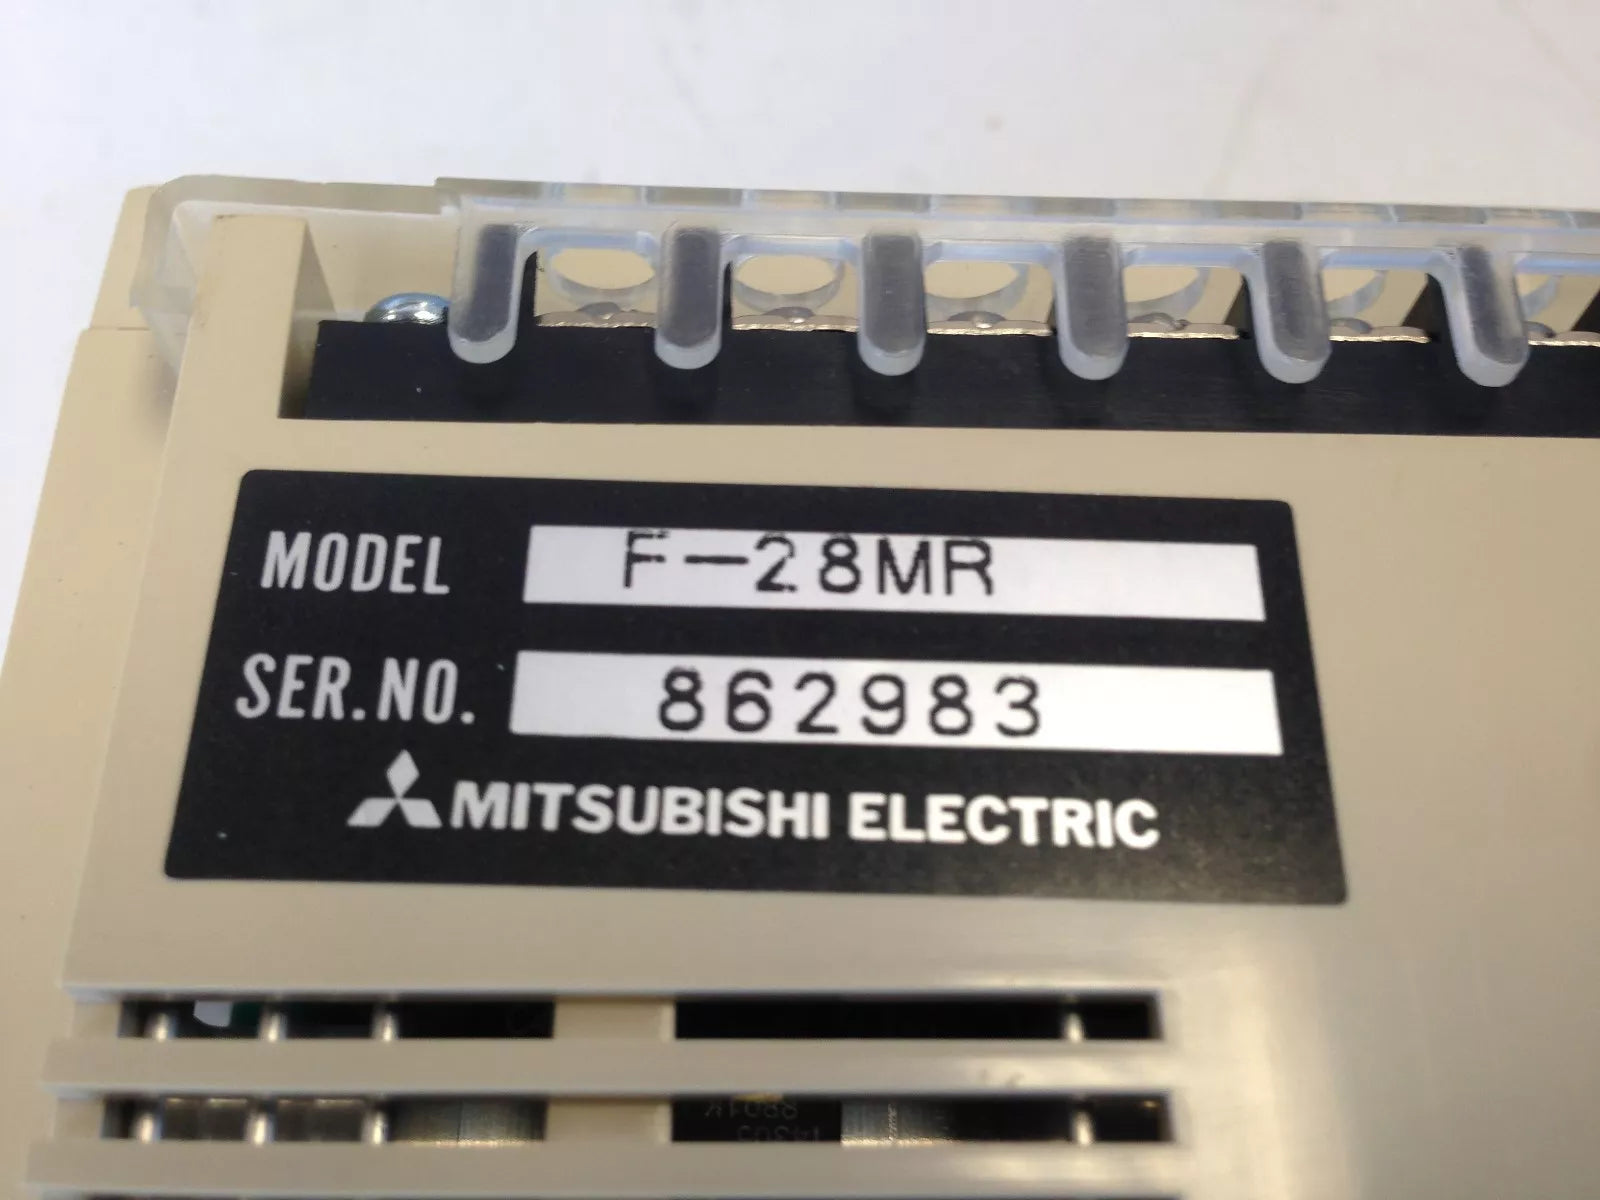 MODEL F-28MR
SER.NO. 862983
MITSUBISHI ELECTRIC